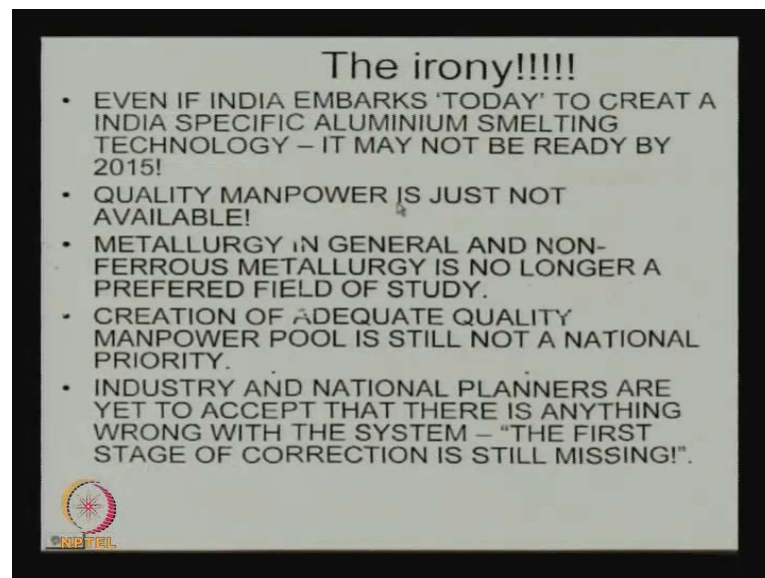 The irony!!!!!
• EVEN IF INDIA EMBARKS 'TODAY' TO CREAT A
INDIA SPECIFIC ALUMINIUM SMELTING
TECHNOLOGY – IT MAY NOT BE READY BY
2015!
• QUALITY MANPOWER IS JUST NOT
AVAILABLE!
• METALLURGY IN GENERAL AND NON-
FERROUS METALLURGY IS NO LONGER A
PREFERED FIELD OF STUDY.
• CREATION OF ADEQUATE QUALITY
MANPOWER POOL IS STILL NOT A NATIONAL
PRIORITY.
• INDUSTRY AND NATIONAL PLANNERS ARE
YET TO ACCEPT THAT THERE IS ANYTHING
WRONG WITH THE SYSTEM – "THE FIRST
STAGE OF CORRECTION IS STILL MISSING!".
NPTEL